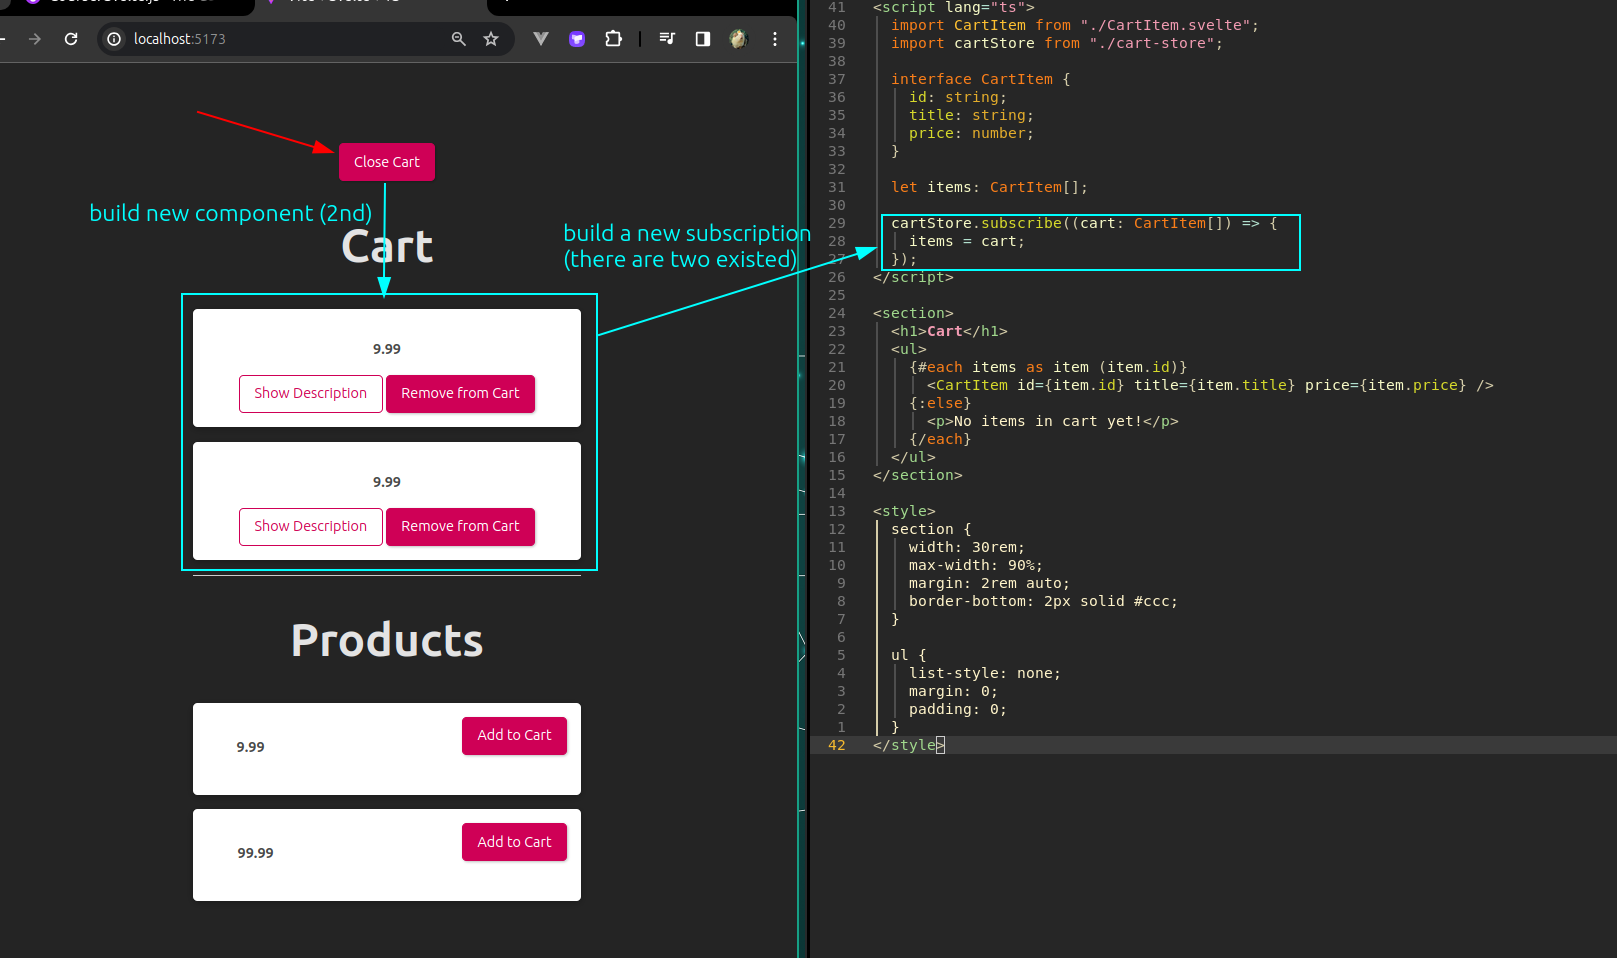 localhost:5173
Close Cart
build new component (2nd)
Cart
build a new subscription
(there are two existed)
9.99
Show Description
Remove from Cart
9.99
Show Description
Remove from Cart
Products
9.99
Add to Cart
99.99
Add to Cart
41 <script lang="ts">
40 import CartItem from "./CartItem.svelte";
39 import cartStore from "./cart-store";
38
37 interface CartItem {
36 id: string;
35 title: string;
34 price: number;
33 }
32
31 let items: CartItem[];
30
29 cartStore.subscribe((cart: CartItem[]) => {
28 items = cart;
27 });
26 </script>
25
24 <section>
23 <h1>Cart</h1>
22 <ul>
21 {#each items as item (item.id)}
20 <CartItem id={item.id} title={item.title} price={item.price} />
19 {:else}
18 <p>No items in cart yet!</p>
17 {/each}
16 </ul>
15 </section>
14
13 <style>
12 section {
11 width: 30rem;
10 max-width: 90%;
9 margin: 2rem auto;
8 border-bottom: 2px solid #ccc;
7 }
6
5 ul {
4 list-style: none;
3 margin: 0;
2 padding: 0;
1 }
42 </style>